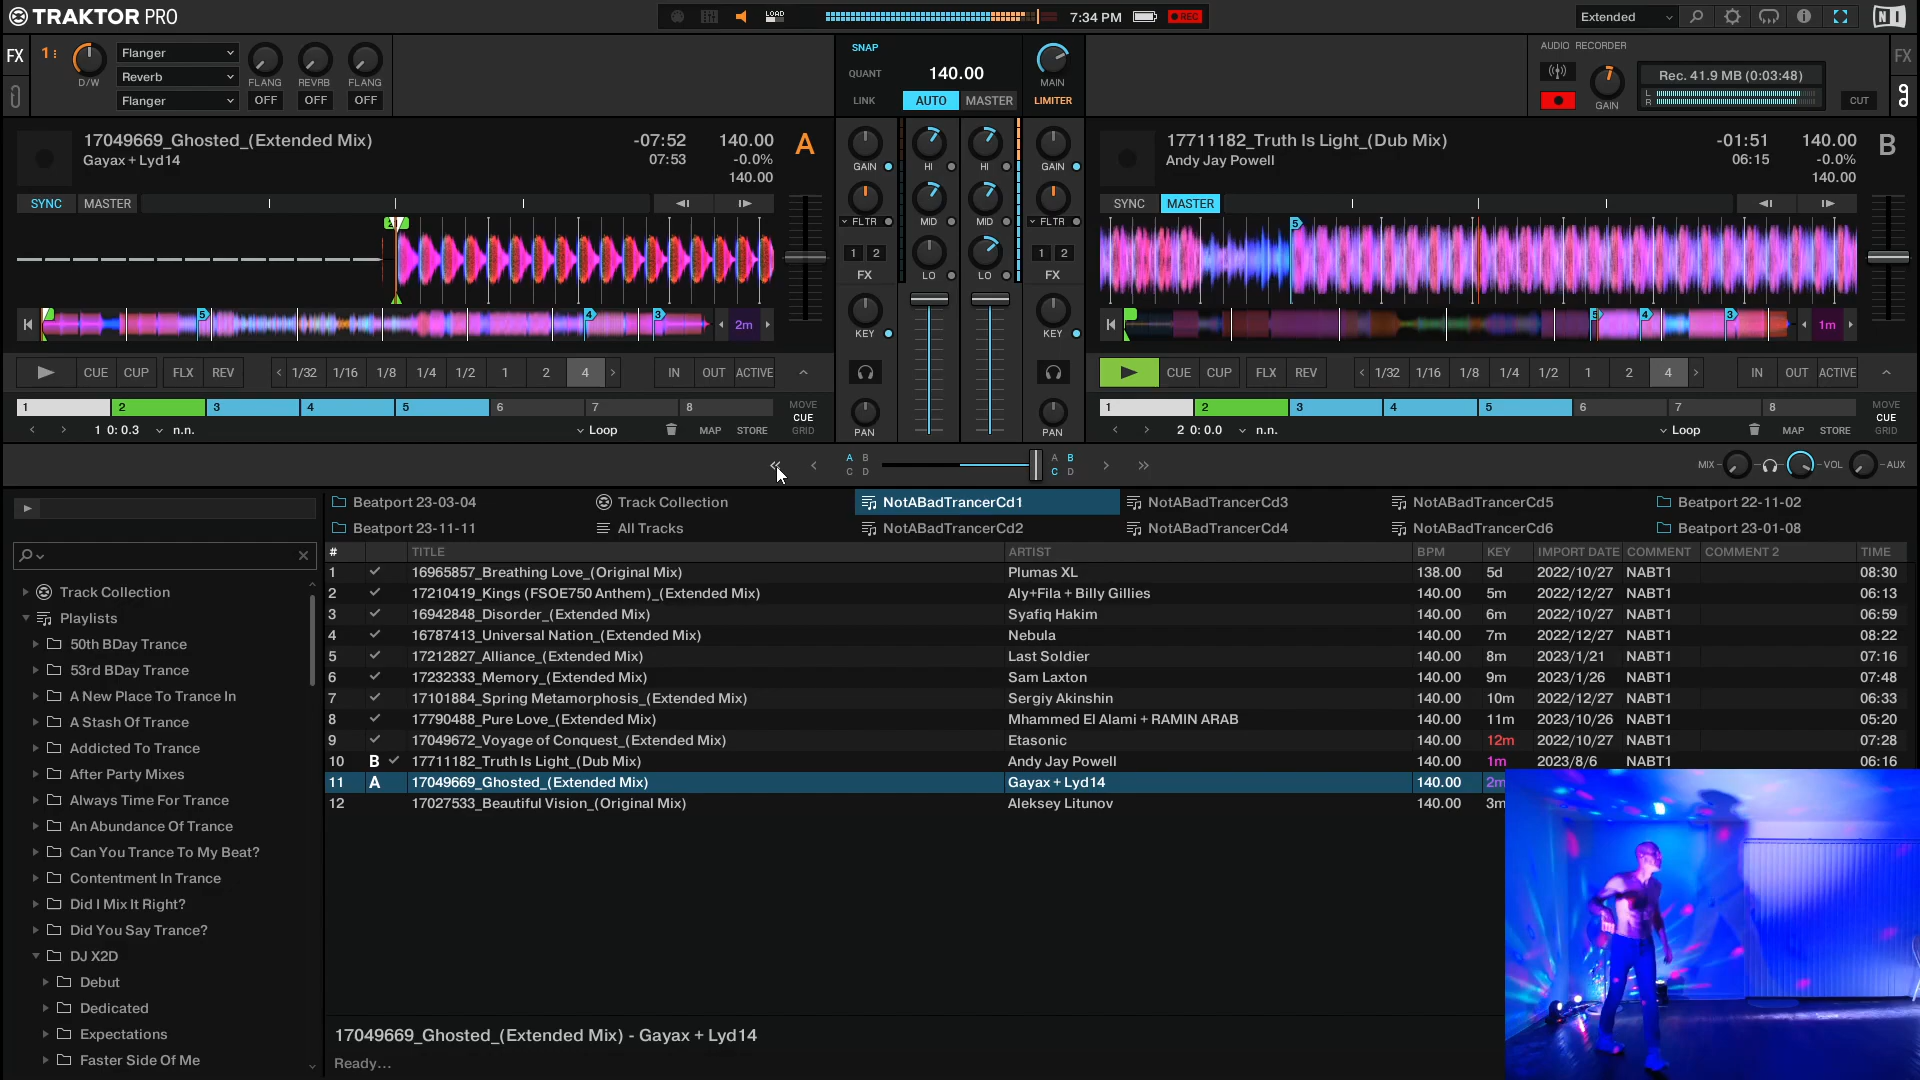 TRAKTOR PRO
LOAD
7:34 PM
REC
Extended
FX
1
D/W
Flanger
Reverb
Flanger
FLANG
REVRB
FLANG
OFF
OFF
OFF
SNAP
QUANT
LINK
140.00
AUTO
MASTER
MAIN
LIMITER
AUDIO RECORDER
GAIN
Rec. 41.9 MB (0:03:48)
L
R
CUT
FX
17049669_Ghosted_(Extended Mix)
Gayax + Lyd14
-07:52
07:53
140.00
-0.0%
140.00
A
SYNC
MASTER
5
4
3
2m
CUE
CUP
FLX
REV
1/32
1/16
1/8
1/4
1/2
1
2
4
IN
OUT
ACTIVE
1
2
3
4
5
6
7
8
MOVE
CUE
GRID
1 0: 0.3
n.n.
Loop
MAP
STORE
GAIN
HI
HI
GAIN
FLTR
MID
MID
FLTR
1
2
LO
LO
1
2
FX
FX
KEY
KEY
PAN
PAN
17711182_Truth Is Light_(Dub Mix)
Andy Jay Powell
-01:51
06:15
140.00
-0.0%
140.00
B
SYNC
MASTER
5
5
4
3
1m
CUE
CUP
FLX
REV
1/32
1/16
1/8
1/4
1/2
1
2
4
IN
OUT
ACTIVE
1
2
3
4
5
6
7
8
MOVE
CUE
GRID
2 0: 0.0
n.n.
Loop
MAP
STORE
A B
C D
A B
C D
MIX
VOL
AUX
Beatport 23-03-04
Track Collection
NotABadTrancerCd1
NotABadTrancerCd3
NotABadTrancerCd5
Beatport 22-11-02
Beatport 23-11-11
All Tracks
NotABadTrancerCd2
NotABadTrancerCd4
NotABadTrancerCd6
Beatport 23-01-08
Track Collection
Playlists
50th BDay Trance
53rd BDay Trance
A New Place To Trance In
A Stash Of Trance
Addicted To Trance
After Party Mixes
Always Time For Trance
An Abundance Of Trance
Can You Trance To My Beat?
Contentment In Trance
Did I Mix It Right?
Did You Say Trance?
DJ X2D
Debut
Dedicated
Expectations
Faster Side Of Me
# TITLE ARTIST BPM KEY IMPORT DATE COMMENT COMMENT 2 TIME
1 16965857_Breathing Love_(Original Mix) Plumas XL 138.00 5d 2022/10/27 NABT1 08:30
2 17210419_Kings (FSOE750 Anthem)_(Extended Mix) Aly+Fila + Billy Gillies 140.00 5m 2022/12/27 NABT1 06:13
3 16942848_Disorder_(Extended Mix) Syafiq Hakim 140.00 6m 2022/10/27 NABT1 06:59
4 16787413_Universal Nation_(Extended Mix) Nebula 140.00 7m 2022/12/27 NABT1 08:22
5 17212827_Alliance_(Extended Mix) Last Soldier 140.00 8m 2023/1/21 NABT1 07:16
6 17232333_Memory_(Extended Mix) Sam Laxton 140.00 9m 2023/1/26 NABT1 07:48
7 17101884_Spring Metamorphosis_(Extended Mix) Sergiy Akinshin 140.00 10m 2022/12/27 NABT1 06:33
8 17790488_Pure Love_(Extended Mix) Mhammed El Alami + RAMIN ARAB 140.00 11m 2023/10/26 NABT1 05:20
9 17049672_Voyage of Conquest_(Extended Mix) Etasonic 140.00 12m 2022/10/27 NABT1 07:28
10 B 17711182_Truth Is Light_(Dub Mix) Andy Jay Powell 140.00 1m 2023/8/6 NABT1 06:16
11 A 17049669_Ghosted_(Extended Mix) Gayax + Lyd14 140.00 2m
12 17027533_Beautiful Vision_(Original Mix) Aleksey Litunov 140.00 3m
17049669_Ghosted_(Extended Mix) - Gayax + Lyd14
Ready...